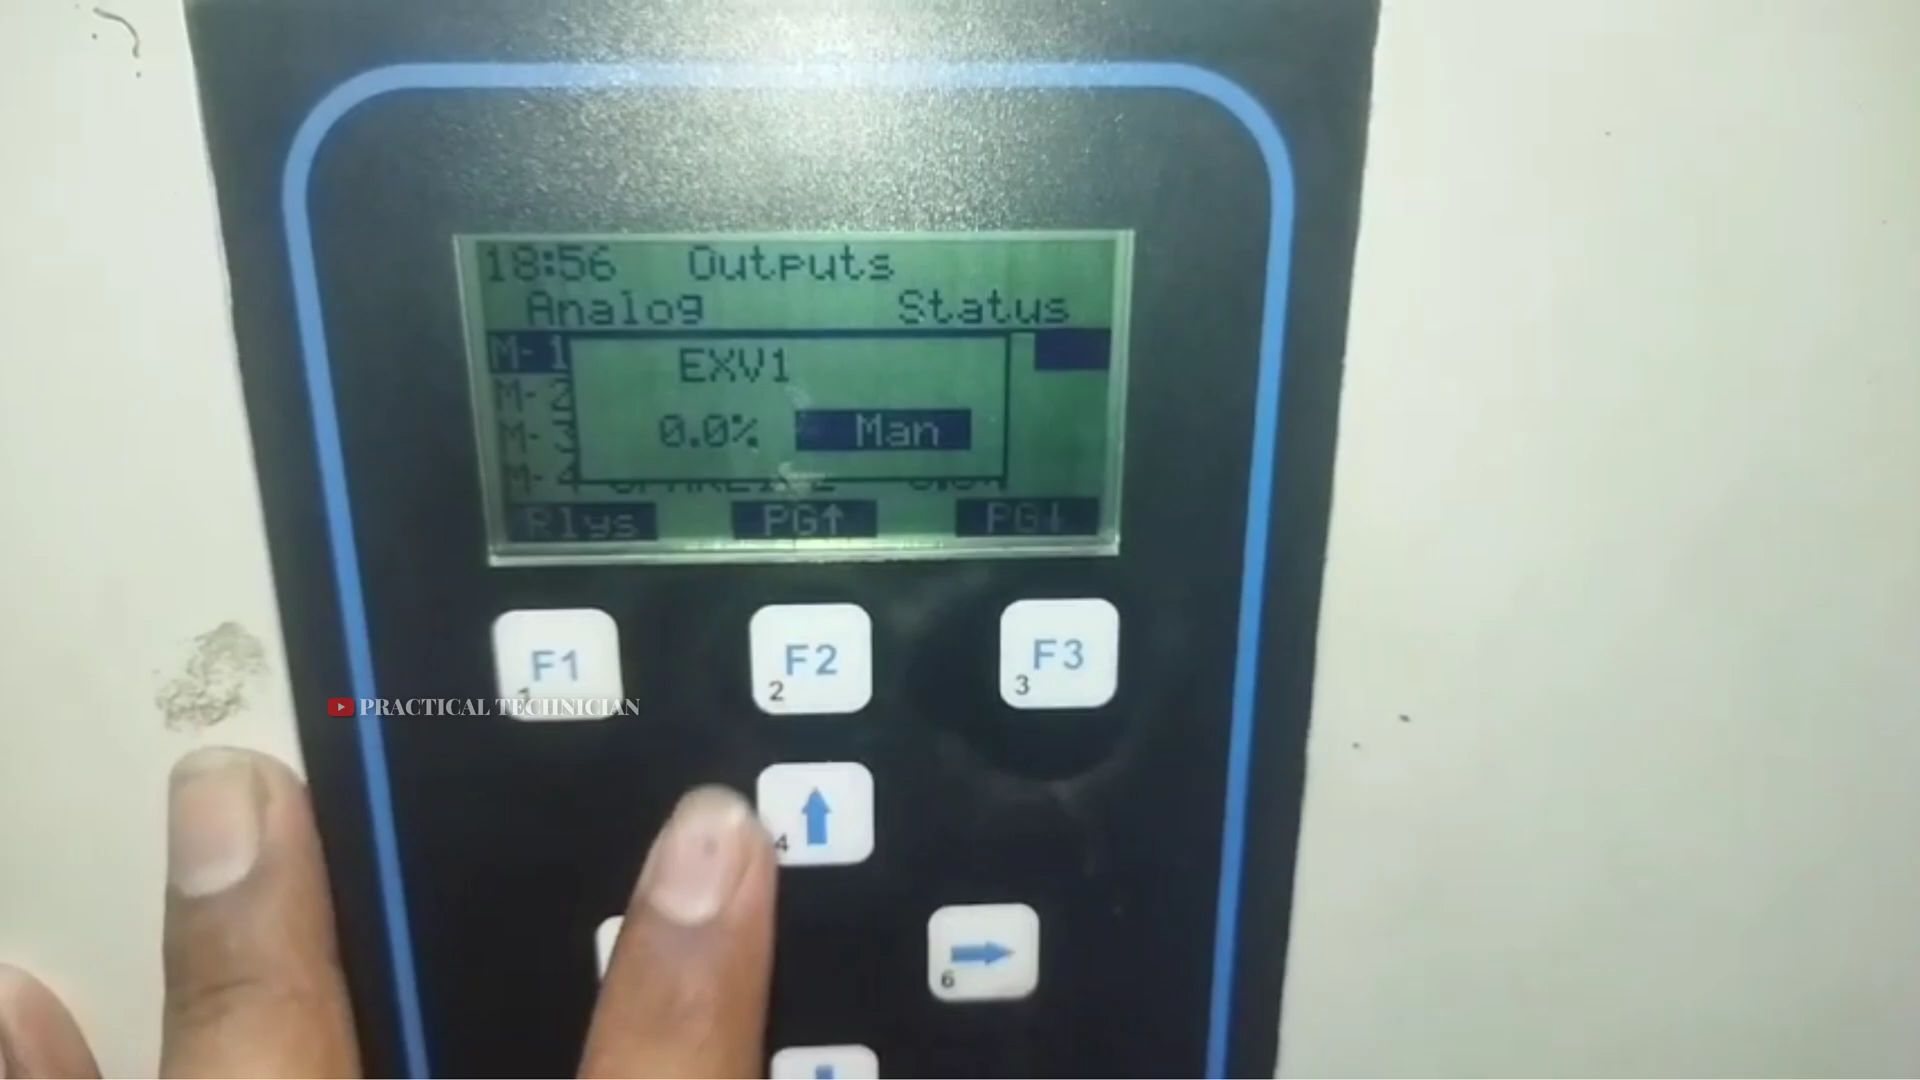 18:56 Outputs
Analog Status
M- 1
EXV1
M- 2
0.0% Man
M- 3
M- 4
Rlys PG↑ PG↓
F1 F2 F3
1 2 3
PRACTICAL TECHNICIAN
4
6